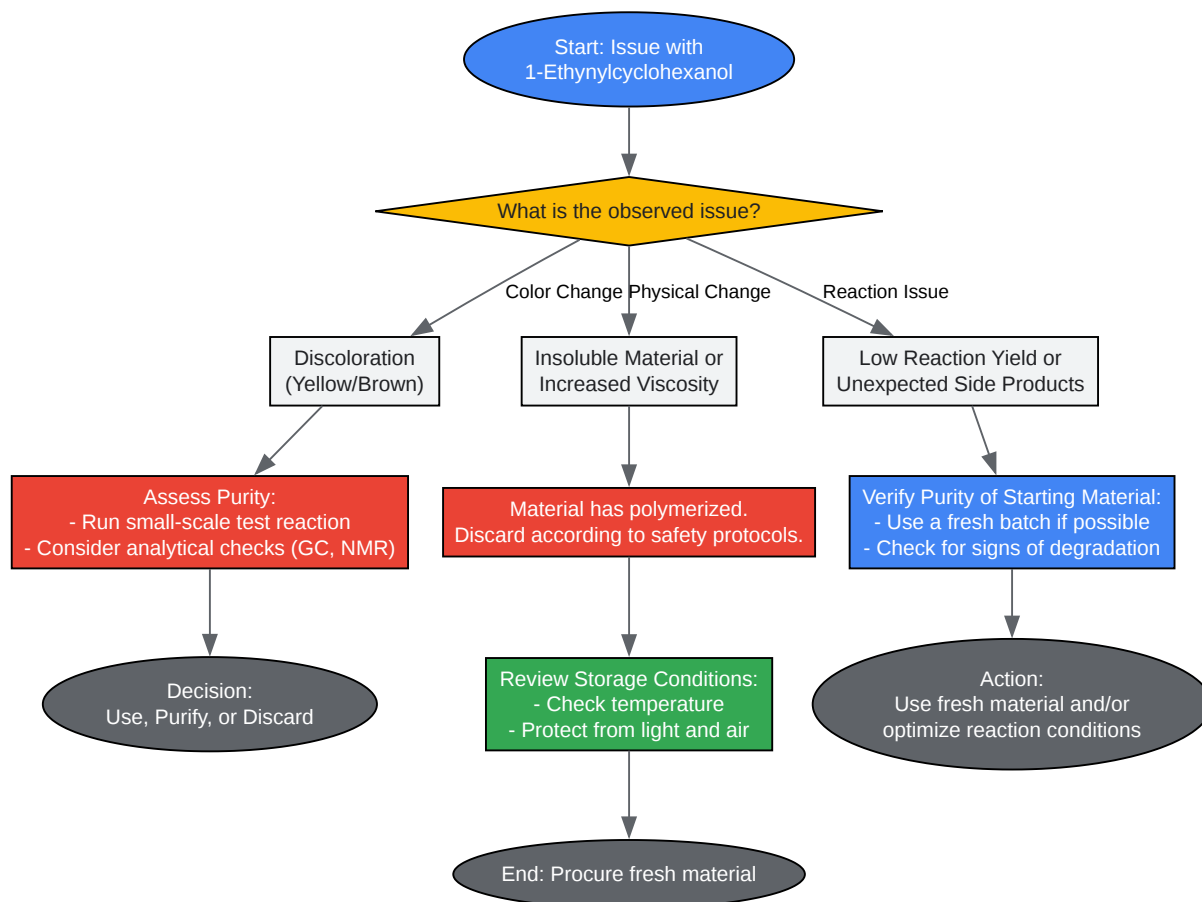 Start: Issue with
1-Ethynylcyclohexanol
What is the observed issue?
Color Change
Physical Change
Reaction Issue
Discoloration
(Yellow/Brown)
Insoluble Material or
Increased Viscosity
Low Reaction Yield or
Unexpected Side Products
Assess Purity:
- Run small-scale test reaction
- Consider analytical checks (GC, NMR)
Material has polymerized.
Discard according to safety protocols.
Verify Purity of Starting Material:
- Use a fresh batch if possible
- Check for signs of degradation
Decision:
Use, Purify, or Discard
Review Storage Conditions:
- Check temperature
- Protect from light and air
Action:
Use fresh material and/or
optimize reaction conditions
End: Procure fresh material